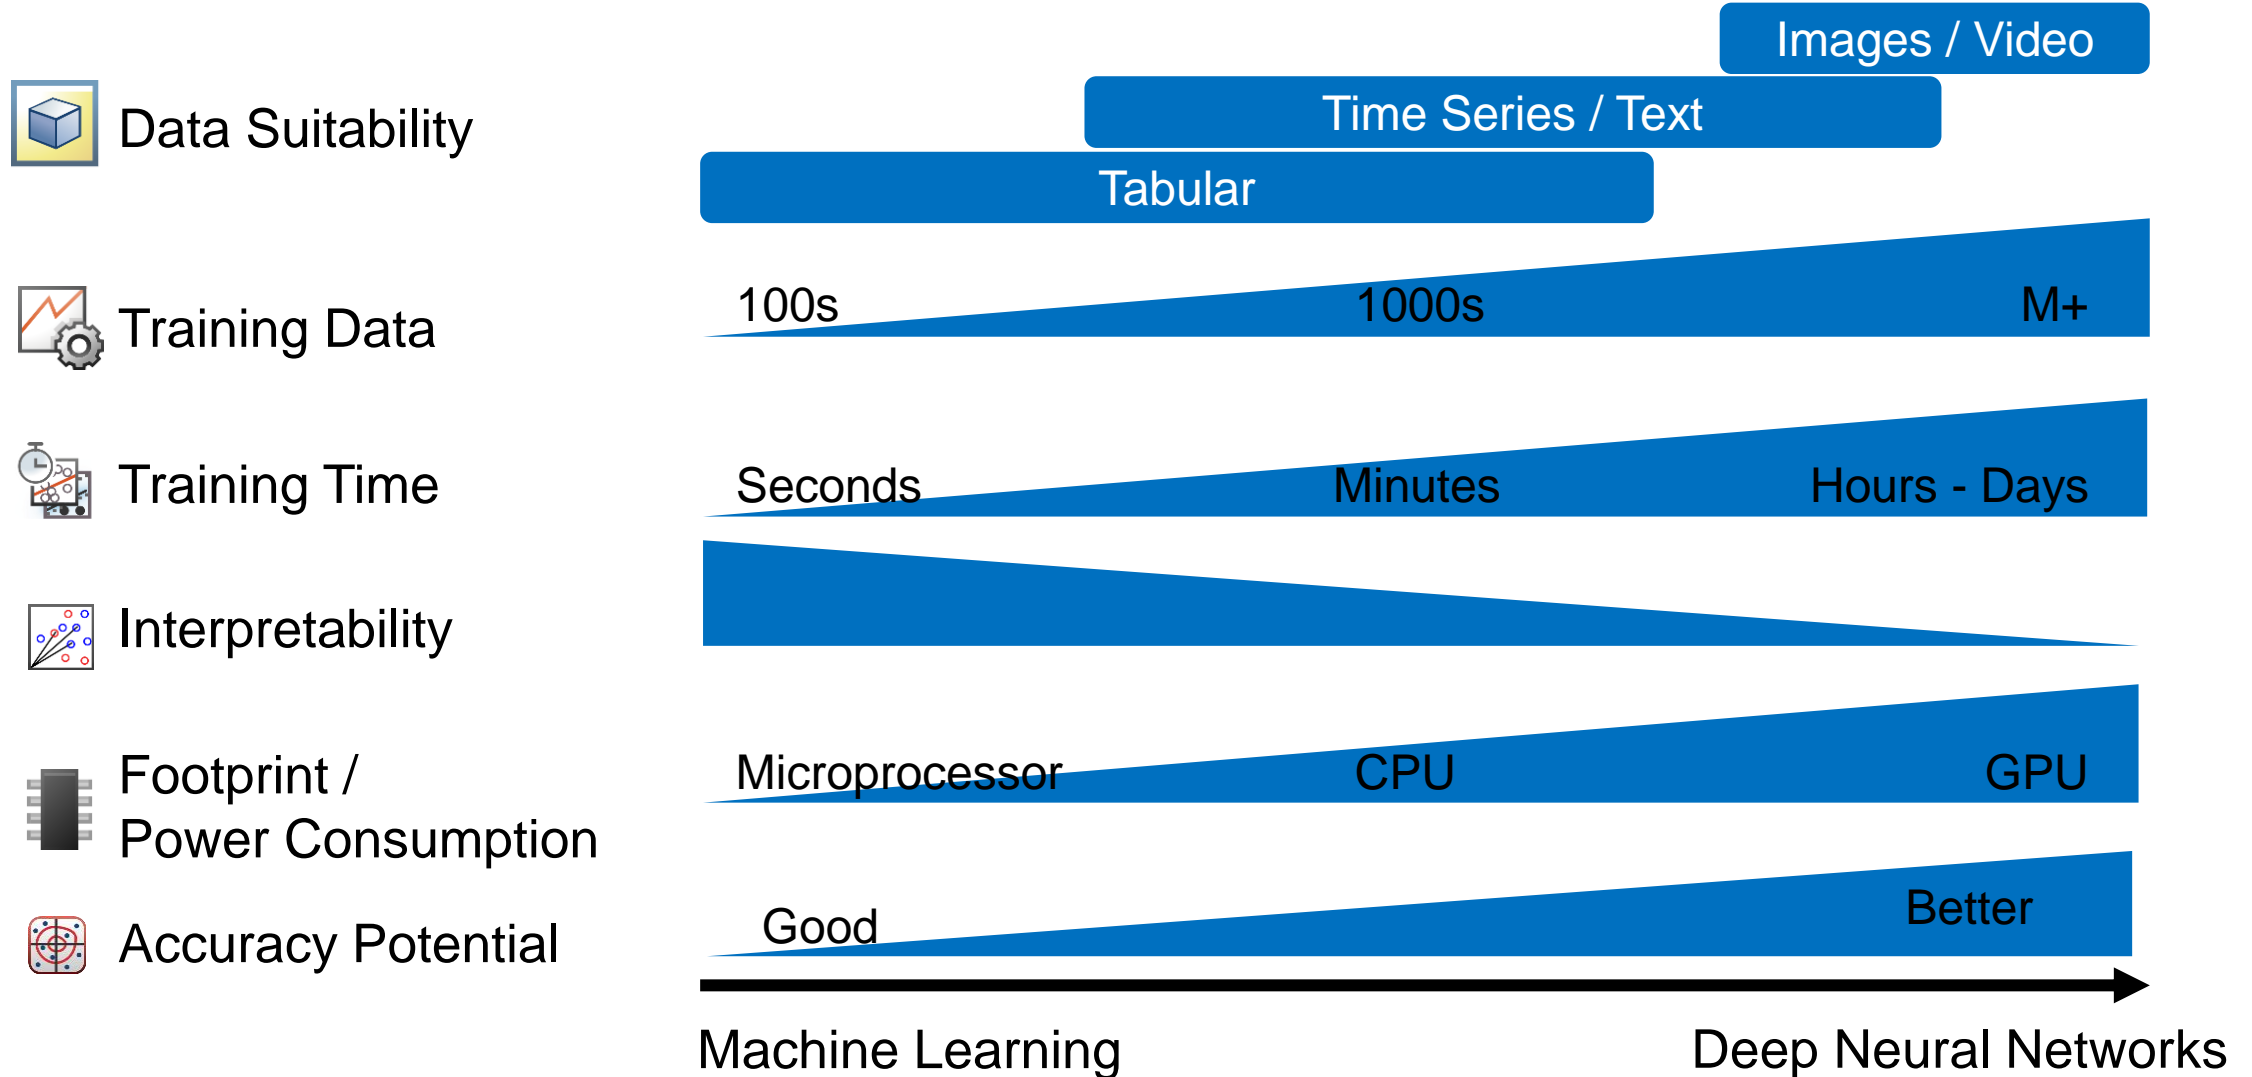 Images / Video
Time Series / Text
Data Suitability
Tabular
Training Data
100s
1000s
M+
Training Time
Seconds
Minutes
Hours - Days
Interpretability
Footprint /
Power Consumption
Microprocessor
CPU
GPU
Accuracy Potential
Good
Better
Machine Learning
Deep Neural Networks